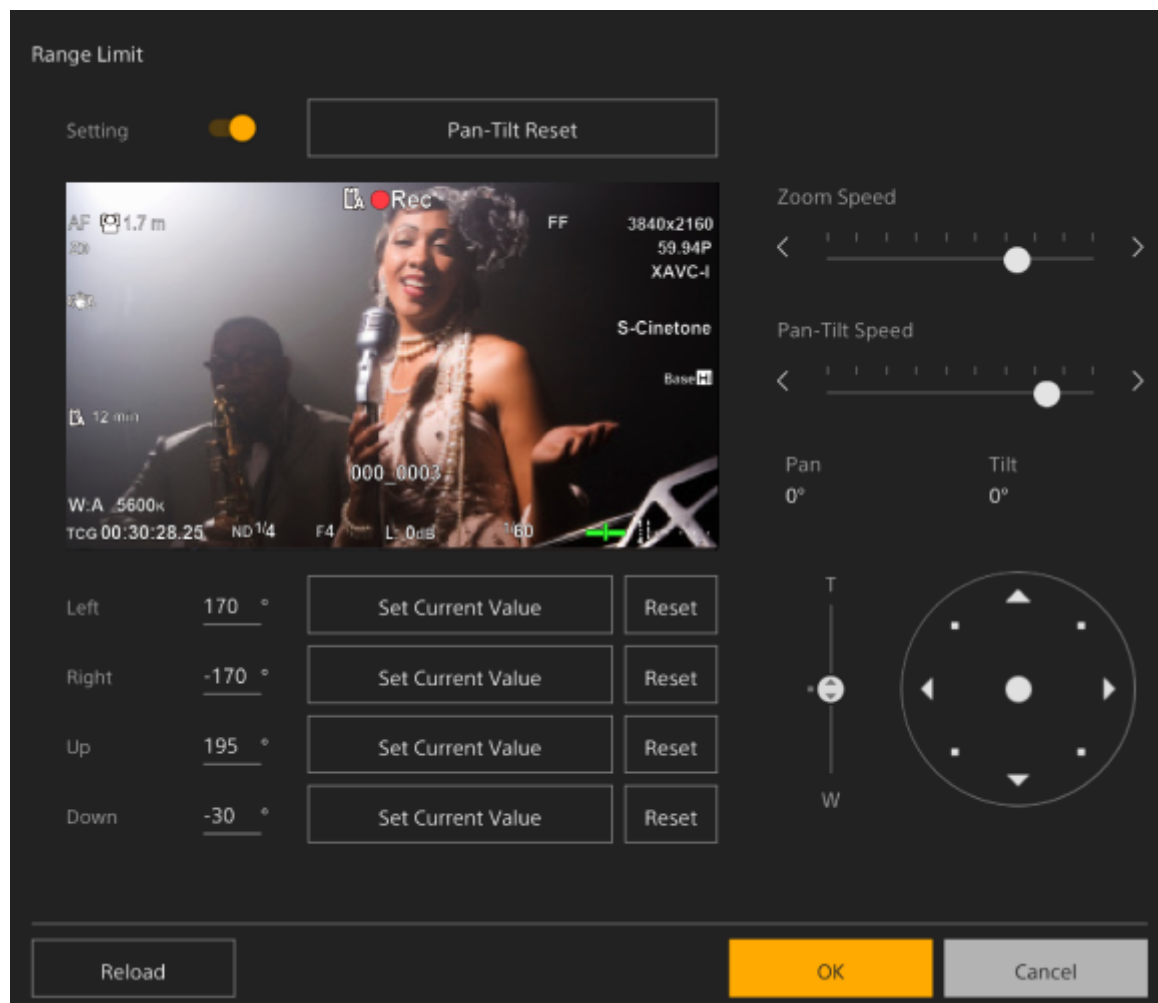 Range Limit
Setting
Pan-Tilt Reset
A Rec
AF 1.7 m
FF
3840x2160
59.94P
XAVC-I
S-Cinetone
Base HI
A 12 min
000_0003
W:A 5600K
TCG 00:30:28.25 ND 1/4 F4 L: 0dB 1/60
Zoom Speed
Pan-Tilt Speed
Pan Tilt
0° 0°
T
W
Left 170 ° Set Current Value Reset
Right -170 ° Set Current Value Reset
Up 195 ° Set Current Value Reset
Down -30 ° Set Current Value Reset
Reload
OK
Cancel